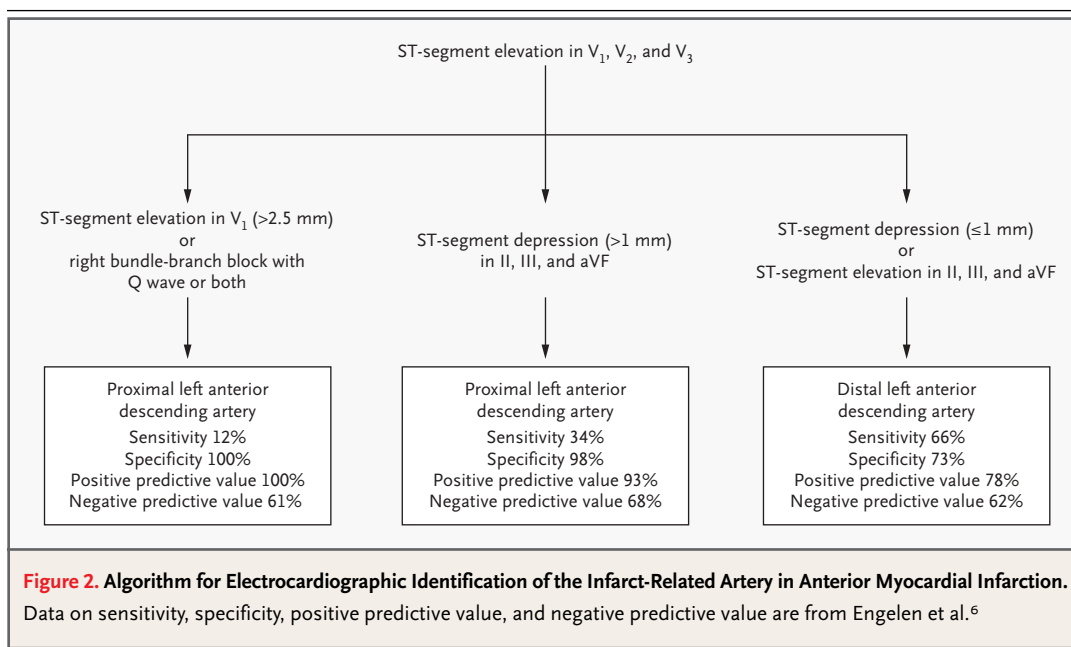 ST-segment elevation in V₁, V₂, and V₃
ST-segment elevation in V₁ (>2.5 mm)
or
right bundle-branch block with
Q wave or both
ST-segment depression (>1 mm)
in II, III, and aVF
ST-segment depression (≤1 mm)
or
ST-segment elevation in II, III, and aVF
Proximal left anterior
descending artery
Sensitivity 12%
Specificity 100%
Positive predictive value 100%
Negative predictive value 61%
Proximal left anterior
descending artery
Sensitivity 34%
Specificity 98%
Positive predictive value 93%
Negative predictive value 68%
Distal left anterior
descending artery
Sensitivity 66%
Specificity 73%
Positive predictive value 78%
Negative predictive value 62%
Figure 2. Algorithm for Electrocardiographic Identification of the Infarct-Related Artery in Anterior Myocardial Infarction.
Data on sensitivity, specificity, positive predictive value, and negative predictive value are from Engelen et al.⁶